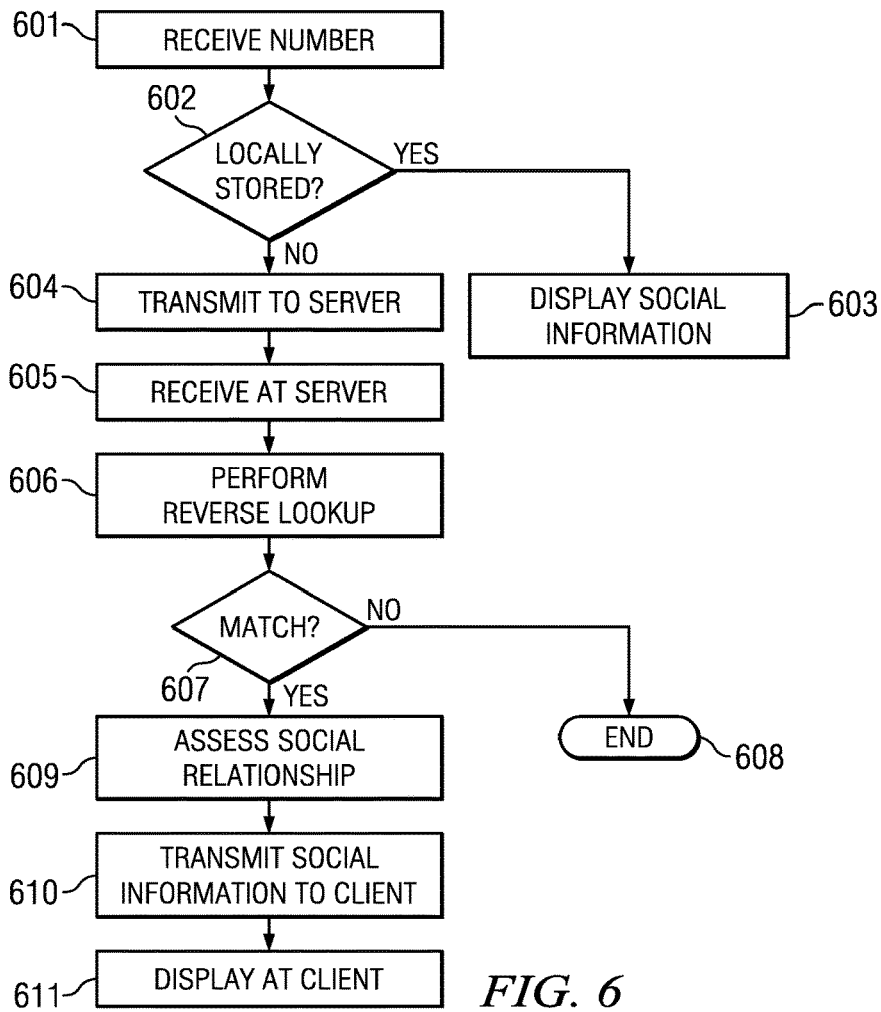 601
RECEIVE NUMBER
602
LOCALLY
STORED?
YES
NO
604
TRANSMIT TO SERVER
DISPLAY SOCIAL
INFORMATION
603
605
RECEIVE AT SERVER
606
PERFORM
REVERSE LOOKUP
MATCH?
NO
607
YES
609
ASSESS SOCIAL
RELATIONSHIP
END
608
610
TRANSMIT SOCIAL
INFORMATION TO CLIENT
611
DISPLAY AT CLIENT
FIG. 6